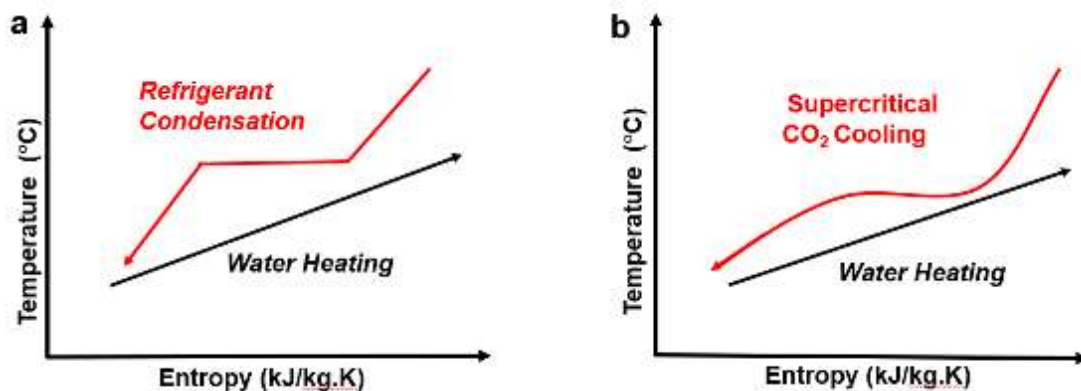 a
Refrigerant
Condensation
Water Heating
Temperature (°C)
Entropy (kJ/kg.K)
b
Supercritical
CO₂ Cooling
Water Heating
Temperature (°C)
Entropy (kJ/kg.K)